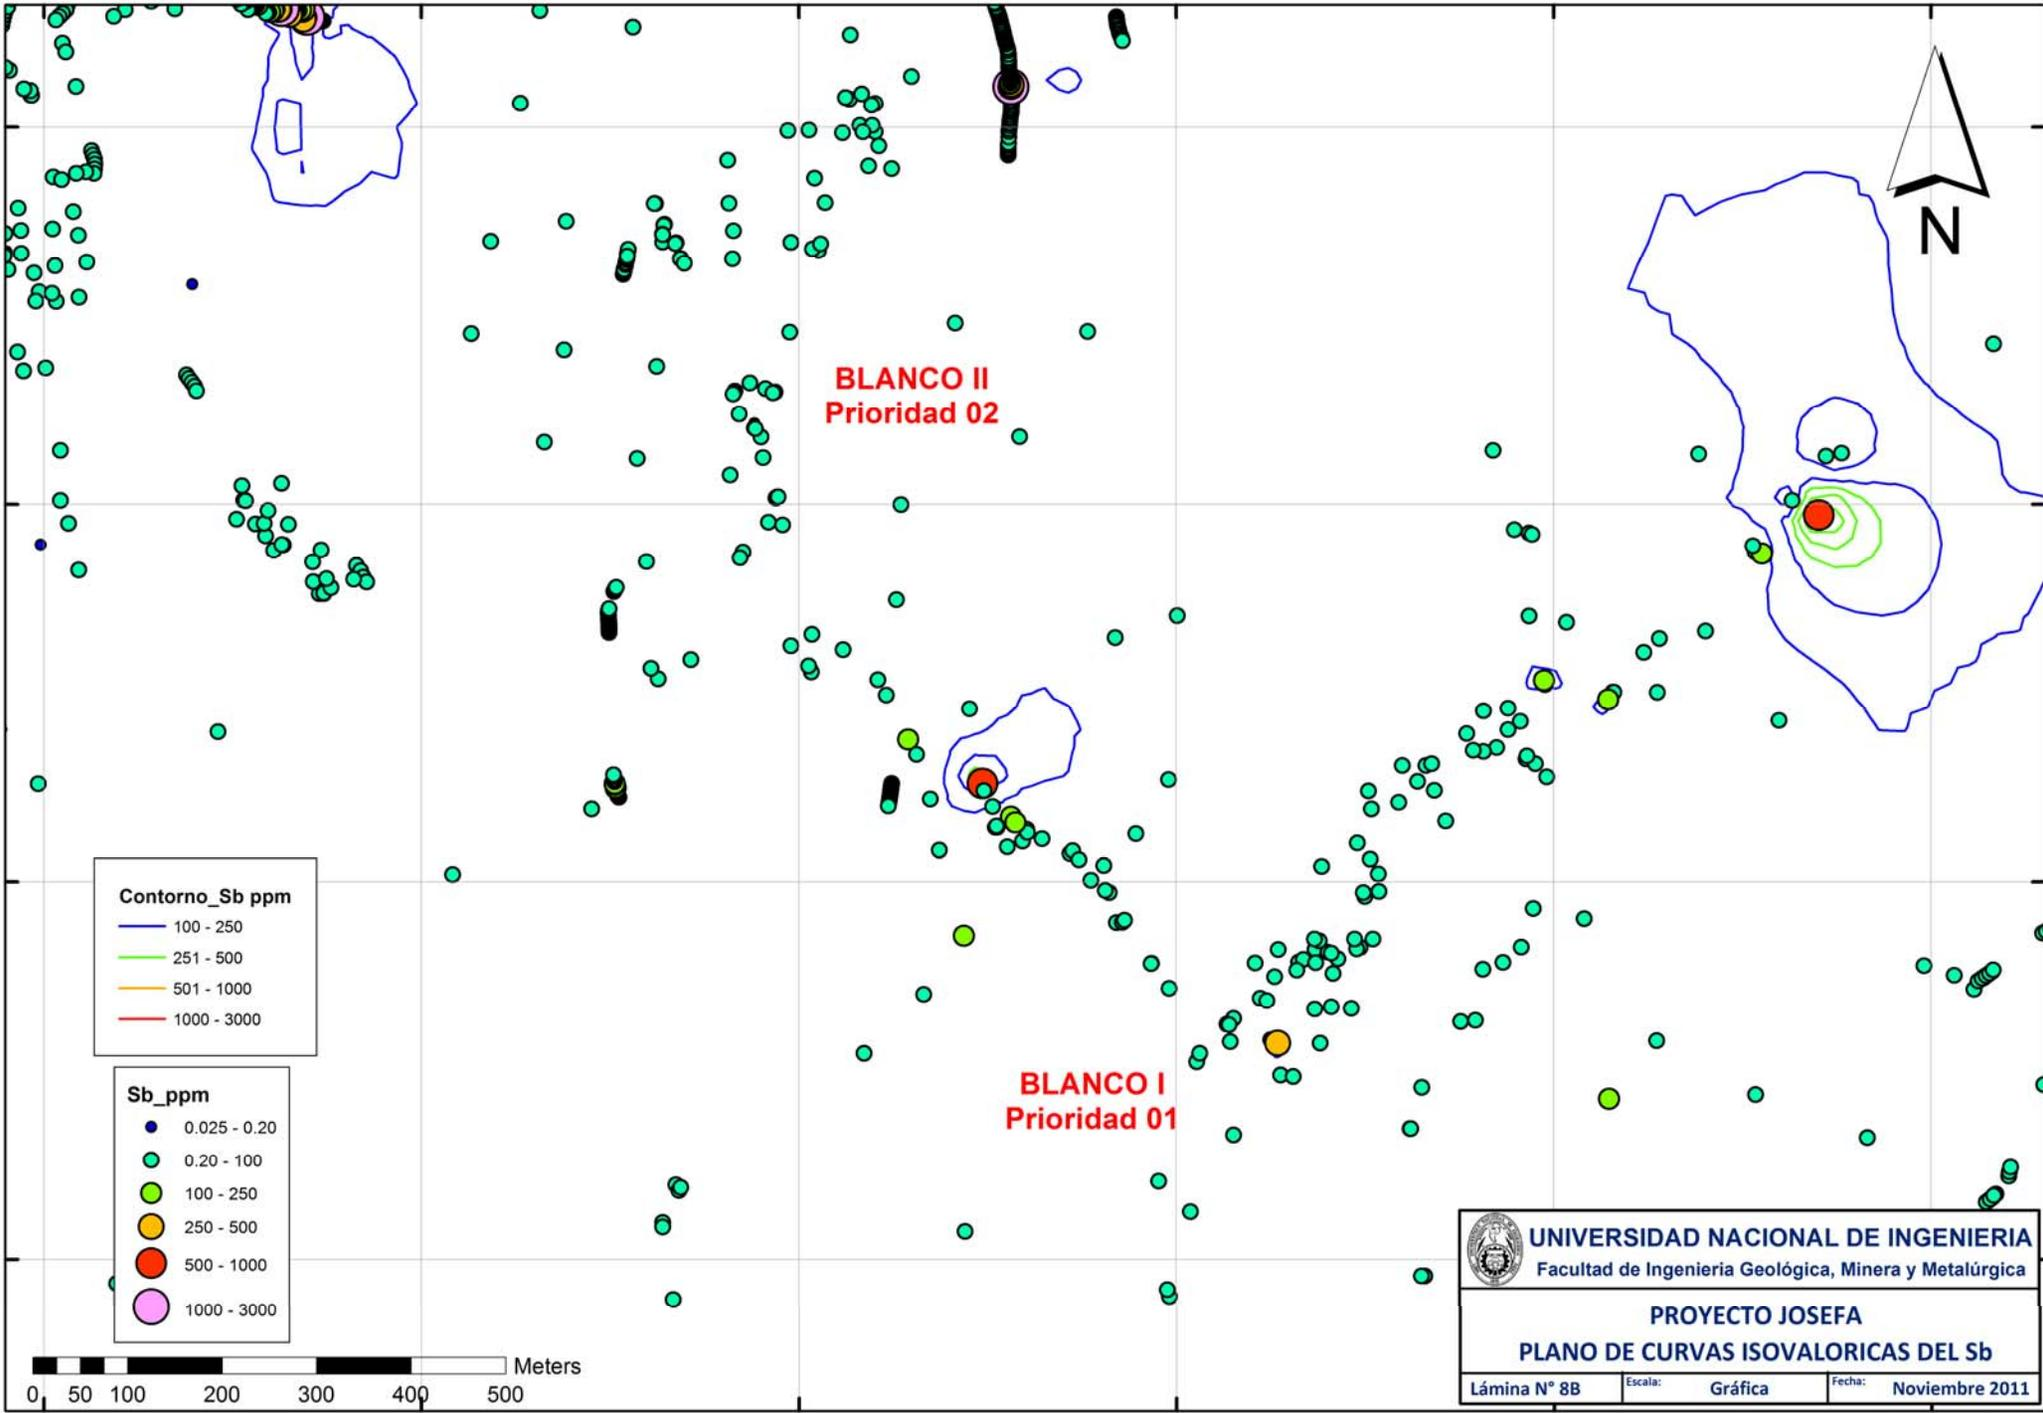 N
BLANCO II
Prioridad 02
Contorno_Sb ppm
100 - 250
251 - 500
501 - 1000
1000 - 3000
BLANCO I
Prioridad 01
Sb_ppm
0.025 - 0.20
0.20 - 100
100 - 250
250 - 500
500 - 1000
1000 - 3000
Meters
0 50 100 200 300 400 500
UNIVERSIDAD NACIONAL DE INGENIERIA
Facultad de Ingenieria Geológica, Minera y Metalúrgica
PROYECTO JOSEFA
PLANO DE CURVAS ISOVALORICAS DEL Sb
Lámina N° 8B Escala: Gráfica Fecha: Noviembre 2011